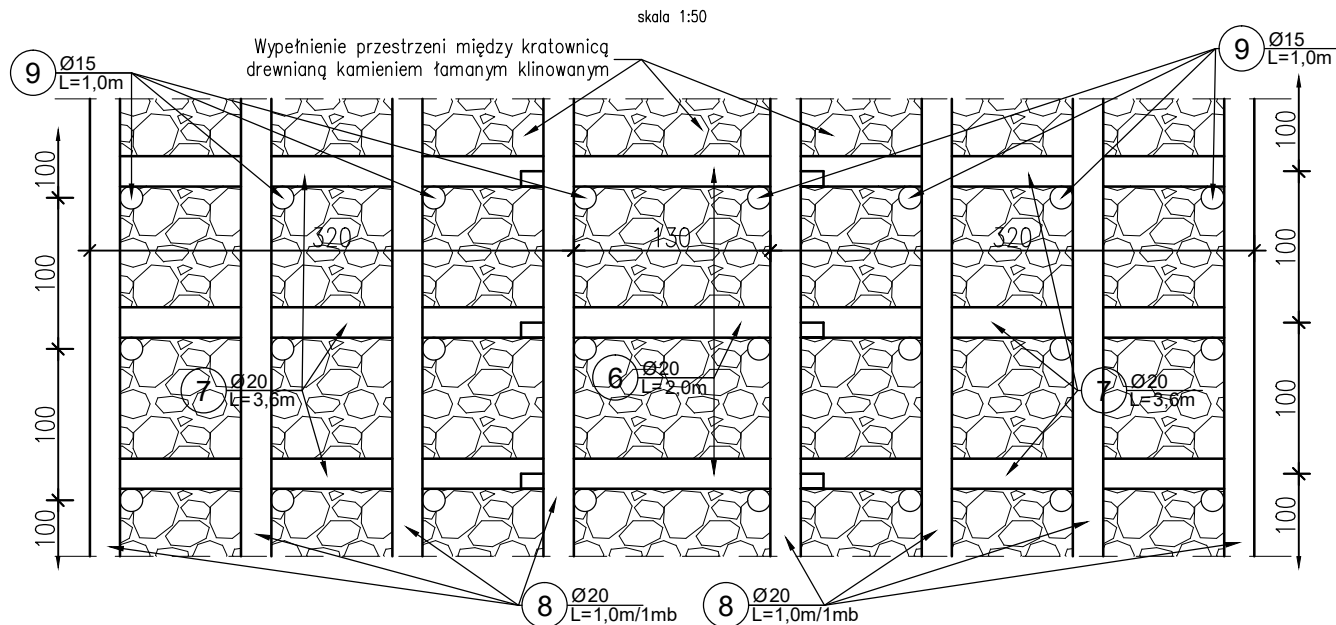 skala 1:50
Wypełnienie przestrzeni między kratownicą
drewnianą kamieniem łamanym klinowanym
9 Ø15
L=1,0m
9 Ø15
L=1,0m
100
100
100
100
100
100
100
100
320
130
320
7 Ø20
L=3,6m
6 Ø20
L=2,0m
7 Ø20
L=3,6m
8 Ø20
L=1,0m/1mb
8 Ø20
L=1,0m/1mb